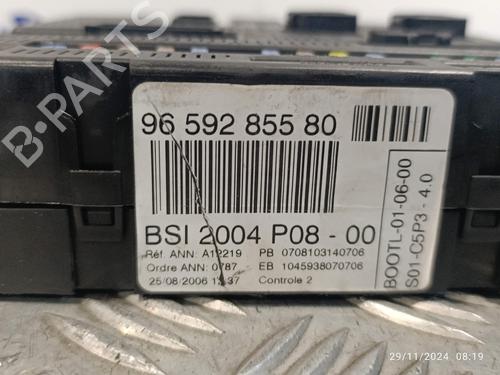 96 592 855 80
BSI 2004 P08 - 00
Réf. ANN: A12219 PB 0708103140706
Ordre ANN: 0787 EB 1045938070706
25/08/2006 13:37 Controle 2
BOOTL-01-06-00
S01-C5P3 - 4.0
B-PARTS
29/11/2024 08:19